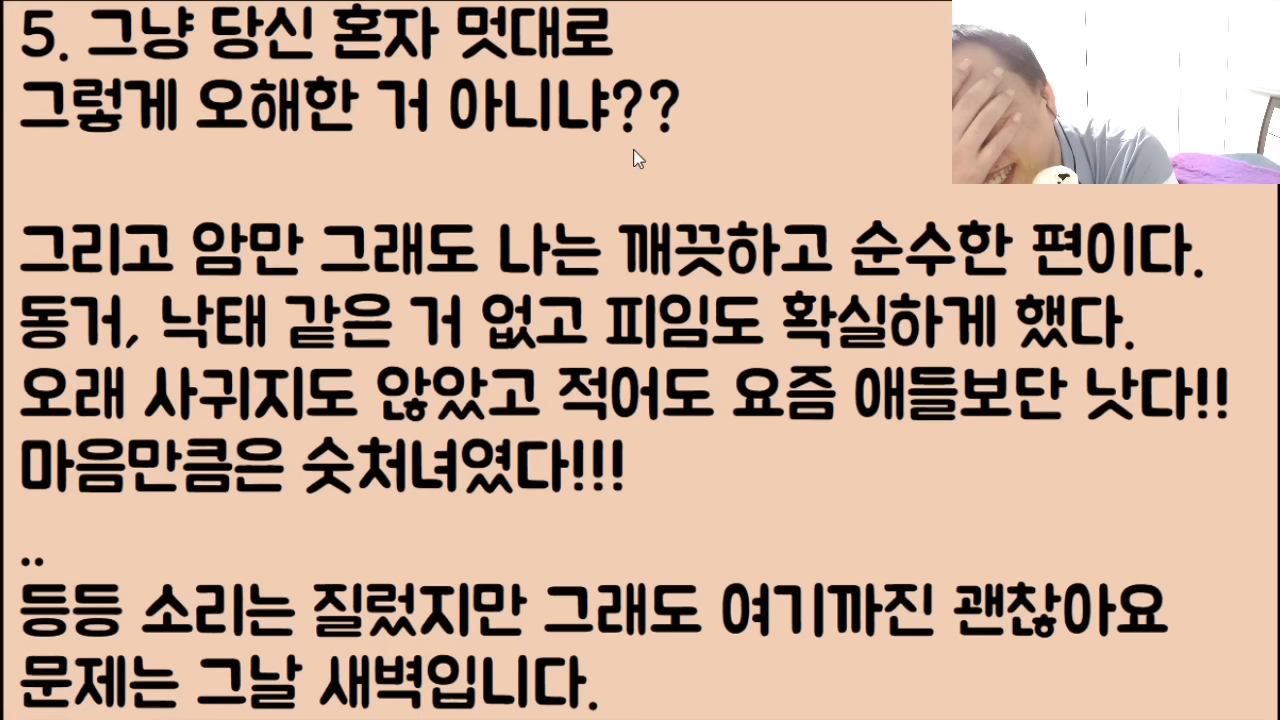 5. 그냥 당신 혼자 멋대로
그렇게 오해한 거 아니냐??
그리고 암만 그래도 나는 깨끗하고 순수한 편이다.
동거, 낙태 같은 거 없고 피임도 확실하게 했다.
오래 사귀지도 않았고 적어도 요즘 애들보단 낫다!!
마음만큼은 숫처녀였다!!!
..
등등 소리는 질렀지만 그래도 여기까진 괜찮아요
문제는 그날 새벽입니다.